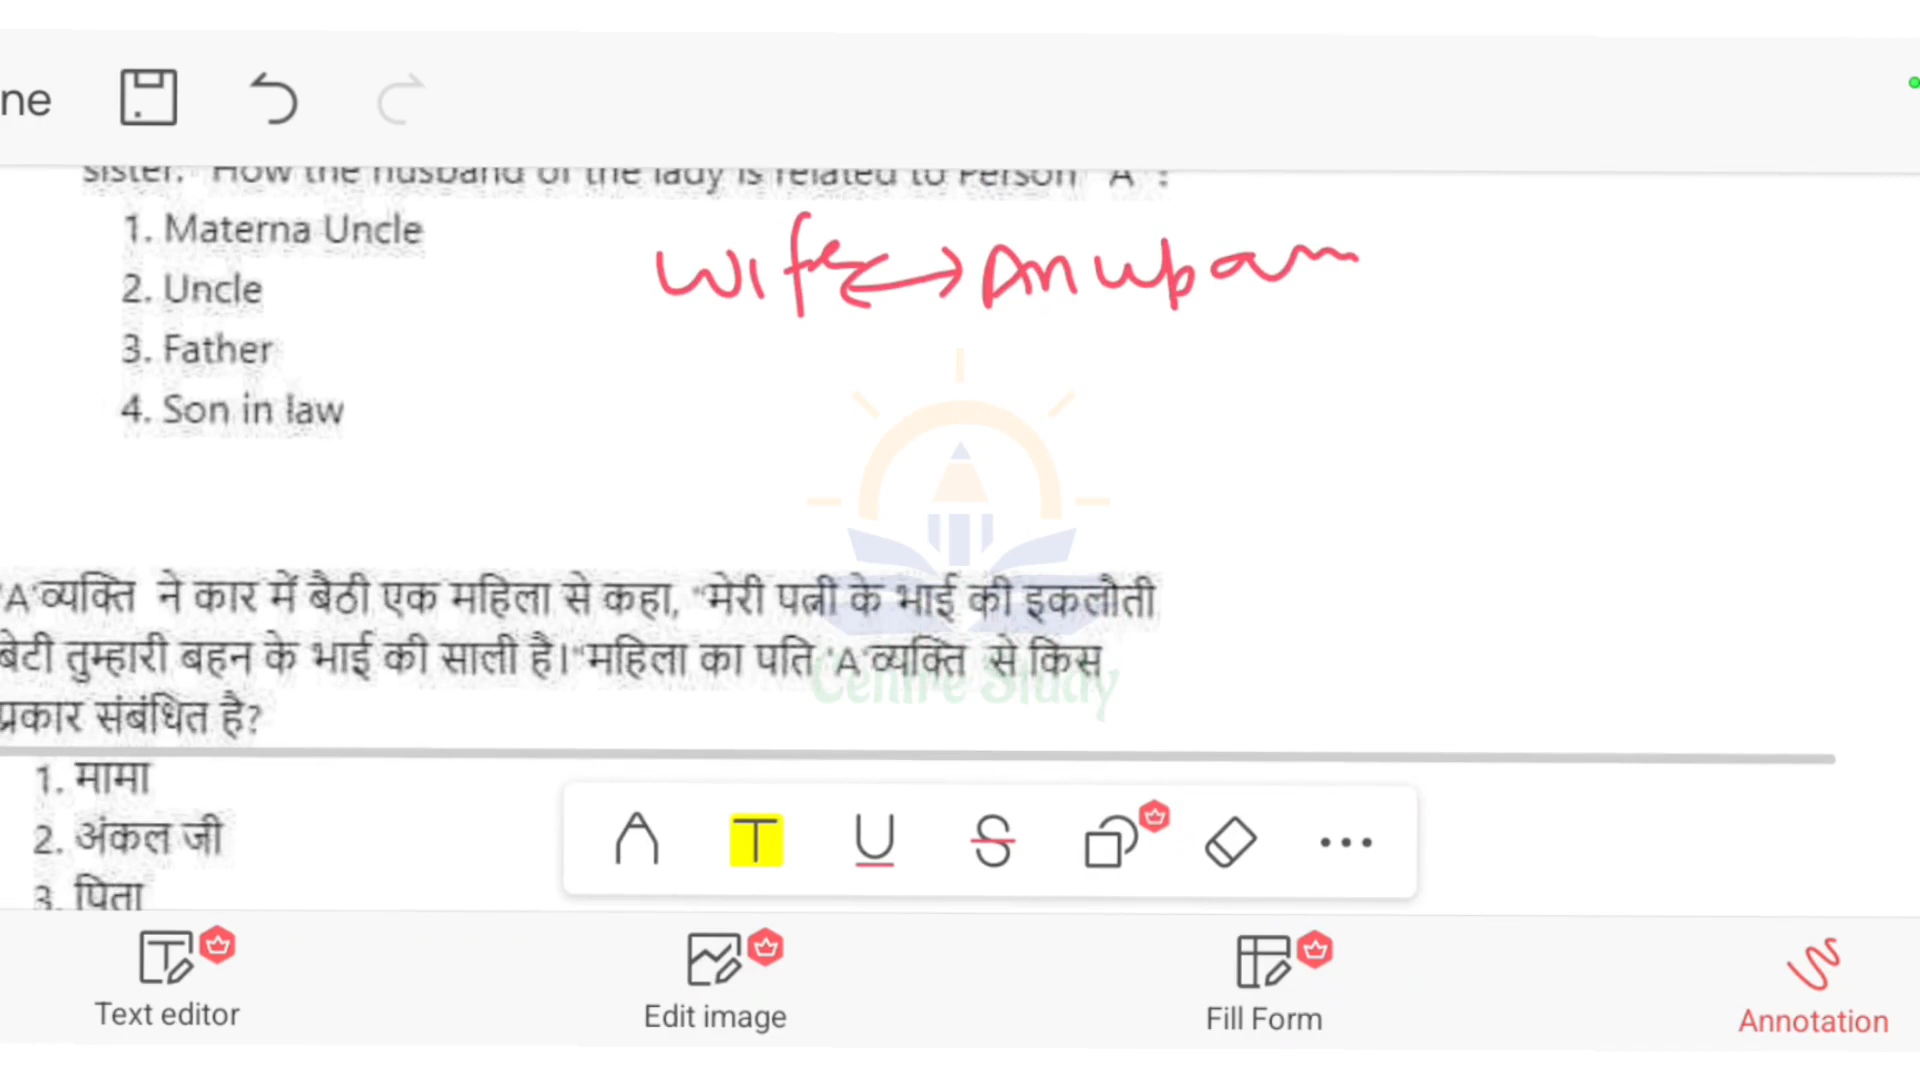 ne
sister." How the husband of the lady is related to Person "A"?
1. Materna Uncle
2. Uncle
3. Father
4. Son in law
wife ↔ Anupam
'A'व्यक्ति ने कार में बैठी एक महिला से कहा, "मेरी पत्नी के भाई की इकलौती
बेटी तुम्हारी बहन के भाई की साली है।"महिला का पति 'A'व्यक्ति से किस
प्रकार संबंधित है?
Centre Study
1. मामा
2. अंकल जी
3. पिता
Text editor
Edit image
Fill Form
Annotation